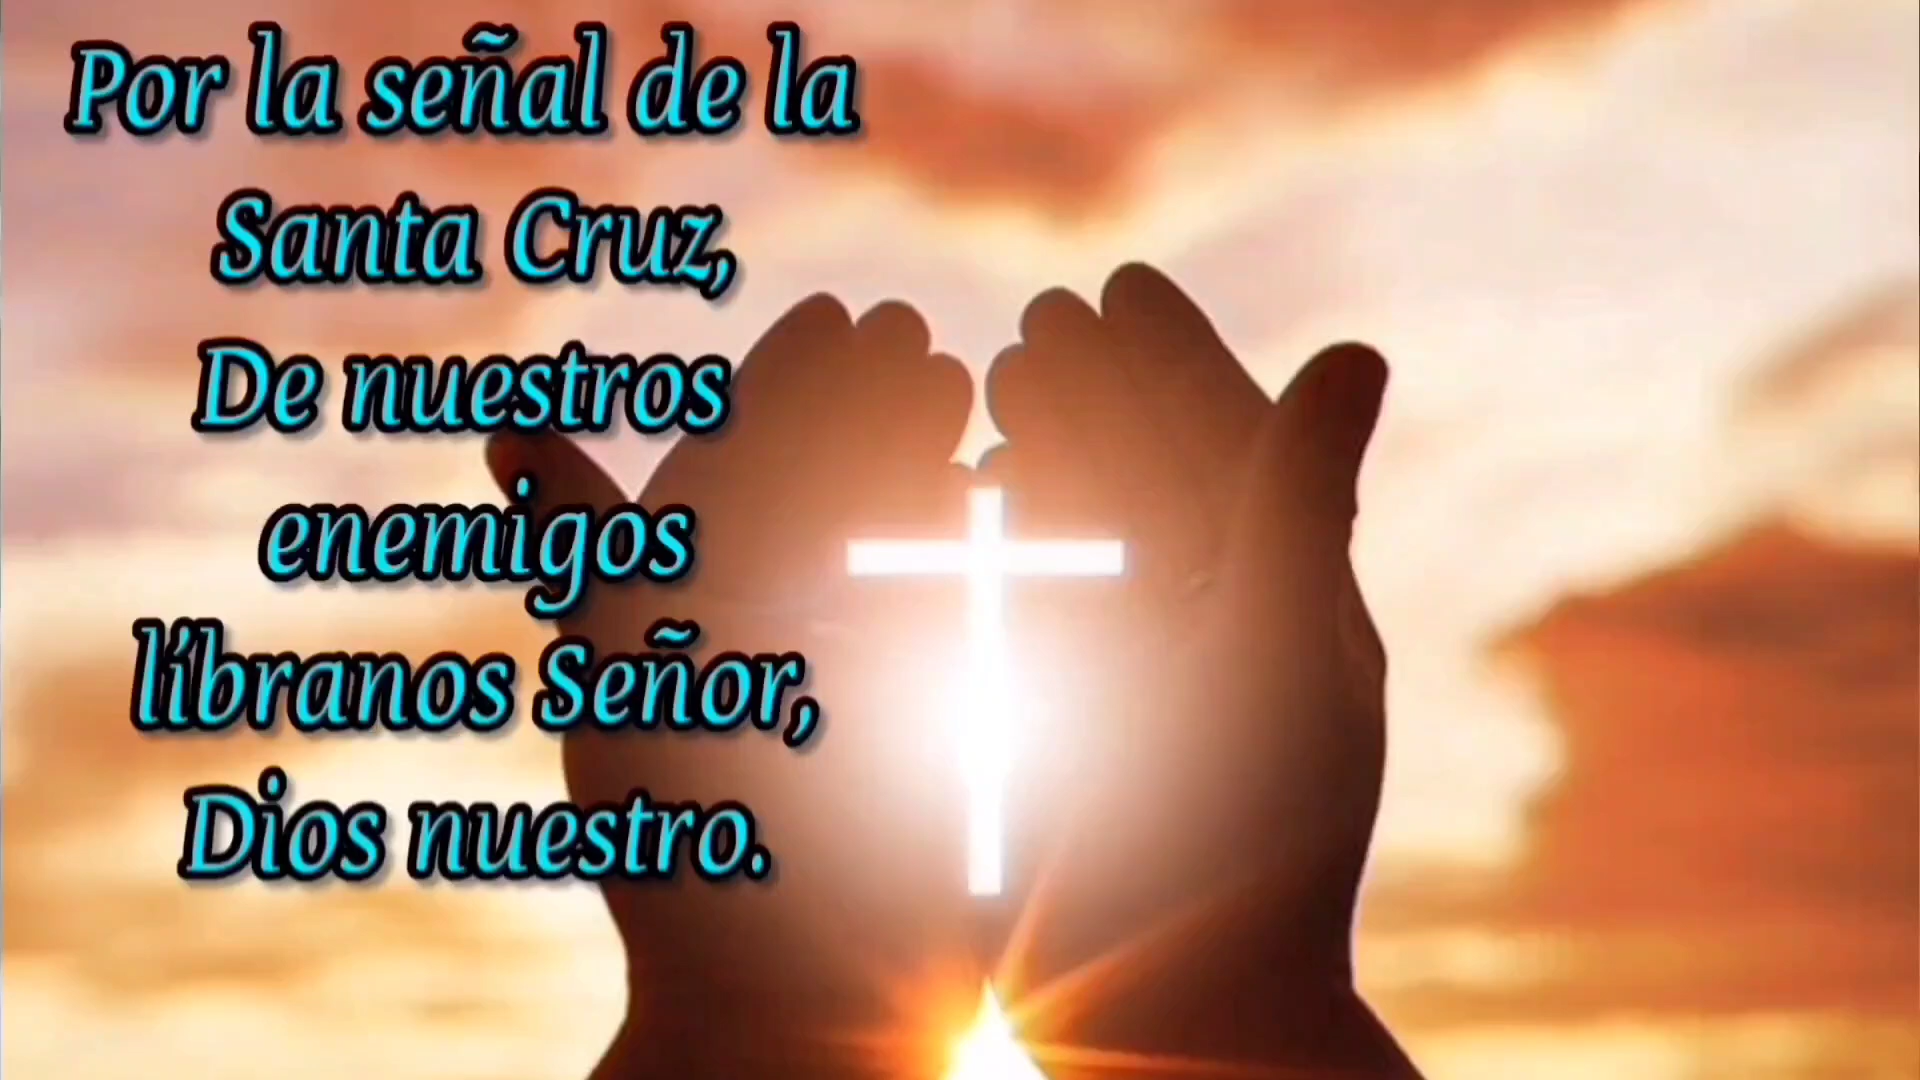 Por la señal de la
Santa Cruz,
De nuestros
enemigos
líbranos Señor,
Dios nuestro.